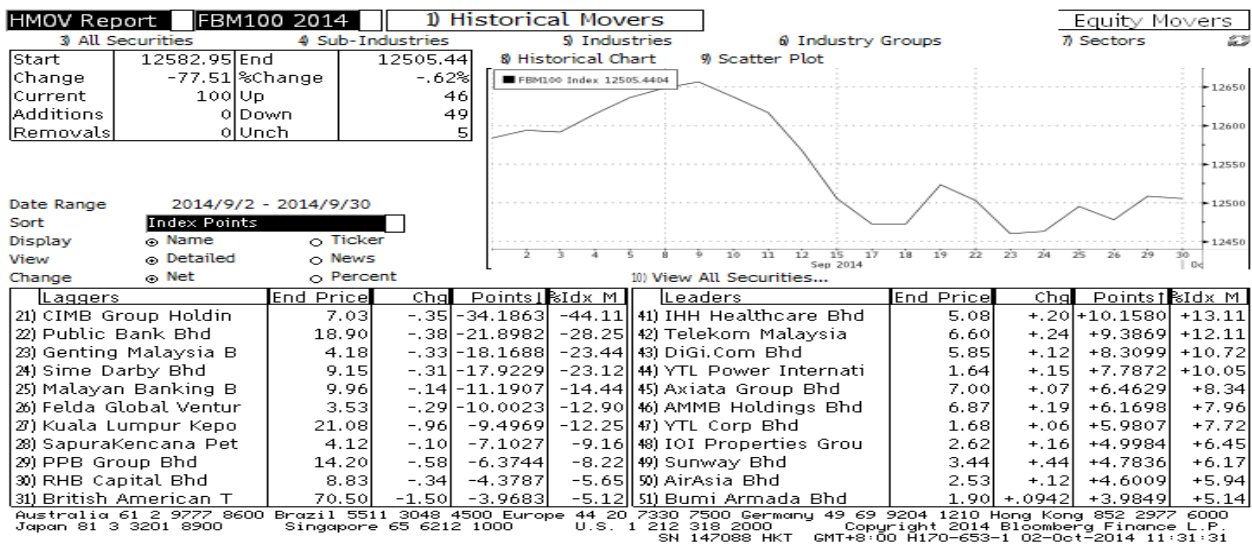 HMOV Report FBM100 2014 1) Historical Movers Equity Movers
3) All Securities 4) Sub-Industries 5) Industries 6) Industry Groups 7) Sectors
Start 12582.95 End 12505.44
Change -77.51 %Change -.62%
Current 100 Up 46
Additions 0 Down 49
Removals 0 Unch 5
8) Historical Chart 9) Scatter Plot
FBM100 Index 12505.4404
12650
12600
12550
12500
12450
2 3 4 5 8 9 10 11 12 15 17 18 19 22 23 24 25 26 29 30
Sep 2014
Date Range 2014/9/2 - 2014/9/30
Sort Index Points
Display Name Ticker
View Detailed News
Change Net Percent
10) View All Securities...
Laggers End Price Chg Points↓ %Idx M
21) CIMB Group Holdin 7.03 -.35 -34.1863 -44.11
22) Public Bank Bhd 18.90 -.38 -21.8982 -28.25
23) Genting Malaysia B 4.18 -.33 -18.1688 -23.44
24) Sime Darby Bhd 9.15 -.31 -17.9229 -23.12
25) Malayan Banking B 9.96 -.14 -11.1907 -14.44
26) Felda Global Ventur 3.53 -.29 -10.0023 -12.90
27) Kuala Lumpur Kepo 21.08 -.96 -9.4969 -12.25
28) SapuraKencana Pet 4.12 -.10 -7.1027 -9.16
29) PPB Group Bhd 14.20 -.58 -6.3744 -8.22
30) RHB Capital Bhd 8.83 -.34 -4.3787 -5.65
31) British American T 70.50 -1.50 -3.9683 -5.12
Leaders End Price Chg Points↑ %Idx M
41) IHH Healthcare Bhd 5.08 +.20 +10.1580 +13.11
42) Telekom Malaysia 6.60 +.24 +9.3869 +12.11
43) DiGi.Com Bhd 5.85 +.12 +8.3099 +10.72
44) YTL Power Internati 1.64 +.15 +7.7872 +10.05
45) Axiata Group Bhd 7.00 +.07 +6.4629 +8.34
46) AMMB Holdings Bhd 6.87 +.19 +6.1698 +7.96
47) YTL Corp Bhd 1.68 +.06 +5.9807 +7.72
48) IOI Properties Grou 2.62 +.16 +4.9984 +6.45
49) Sunway Bhd 3.44 +.44 +4.7836 +6.17
50) AirAsia Bhd 2.53 +.12 +4.6009 +5.94
51) Bumi Armada Bhd 1.90 +.0942 +3.9849 +5.14
Australia 61 2 9777 8600 Brazil 5511 3048 4500 Europe 44 20 7330 7500 Germany 49 69 9204 1210 Hong Kong 852 2977 6000
Japan 81 3 3201 8900 Singapore 65 6212 1000 U.S. 1 212 318 2000 Copyright 2014 Bloomberg Finance L.P.
SN 147088 HKT GMT+8:00 H170-653-1 02-Oct-2014 11:31:31